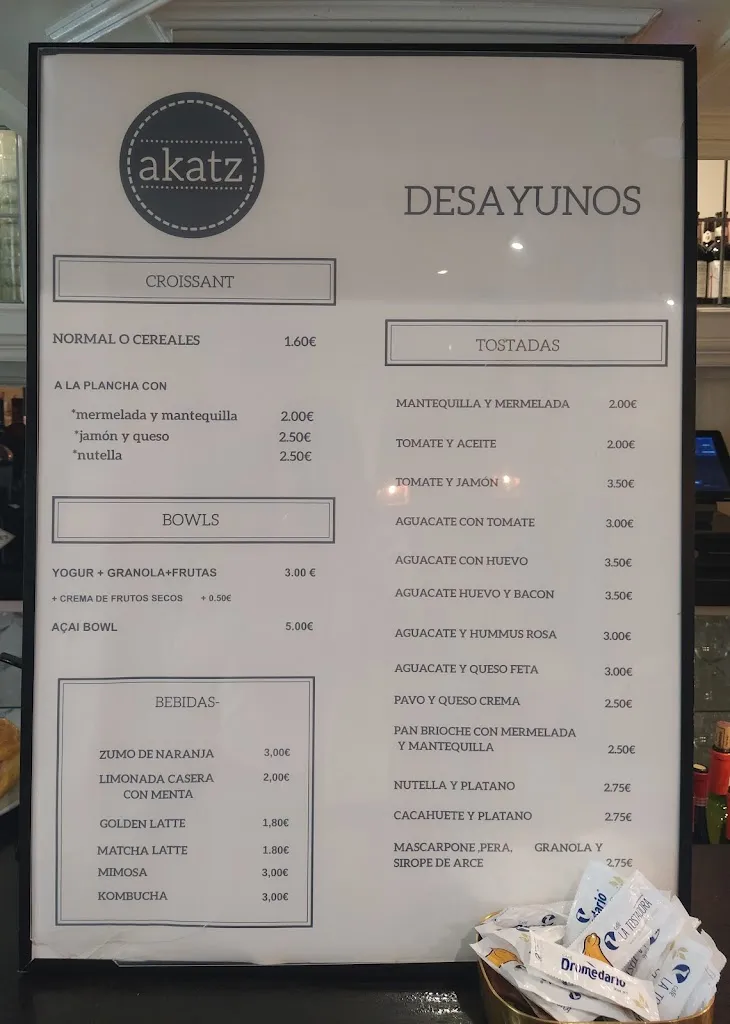 akatz
DESAYUNOS
CROISSANT
NORMAL O CEREALES 1.60€
A LA PLANCHA CON
*mermelada y mantequilla 2.00€
*jamón y queso 2.50€
*nutella 2.50€
BOWLS
YOGUR + GRANOLA+FRUTAS 3.00 €
+ CREMA DE FRUTOS SECOS + 0.50€
AÇAI BOWL 5.00€
BEBIDAS-
ZUMO DE NARANJA 3,00€
LIMONADA CASERA 2,00€
CON MENTA
GOLDEN LATTE 1,80€
MATCHA LATTE 1.80€
MIMOSA 3,00€
KOMBUCHA 3,00€
TOSTADAS
MANTEQUILLA Y MERMELADA 2.00€
TOMATE Y ACEITE 2.00€
TOMATE Y JAMÓN 3.50€
AGUACATE CON TOMATE 3.00€
AGUACATE CON HUEVO 3.50€
AGUACATE HUEVO Y BACON 3.50€
AGUACATE Y HUMMUS ROSA 3.00€
AGUACATE Y QUESO FETA 3.00€
PAVO Y QUESO CREMA 2.50€
PAN BRIOCHE CON MERMELADA
Y MANTEQUILLA 2.50€
NUTELLA Y PLATANO 2.75€
CACAHUETE Y PLATANO 2.75€
MASCARPONE ,PERA, GRANOLA Y
SIROPE DE ARCE 2.75€
LA TOSTADORA
Dromedario
LA